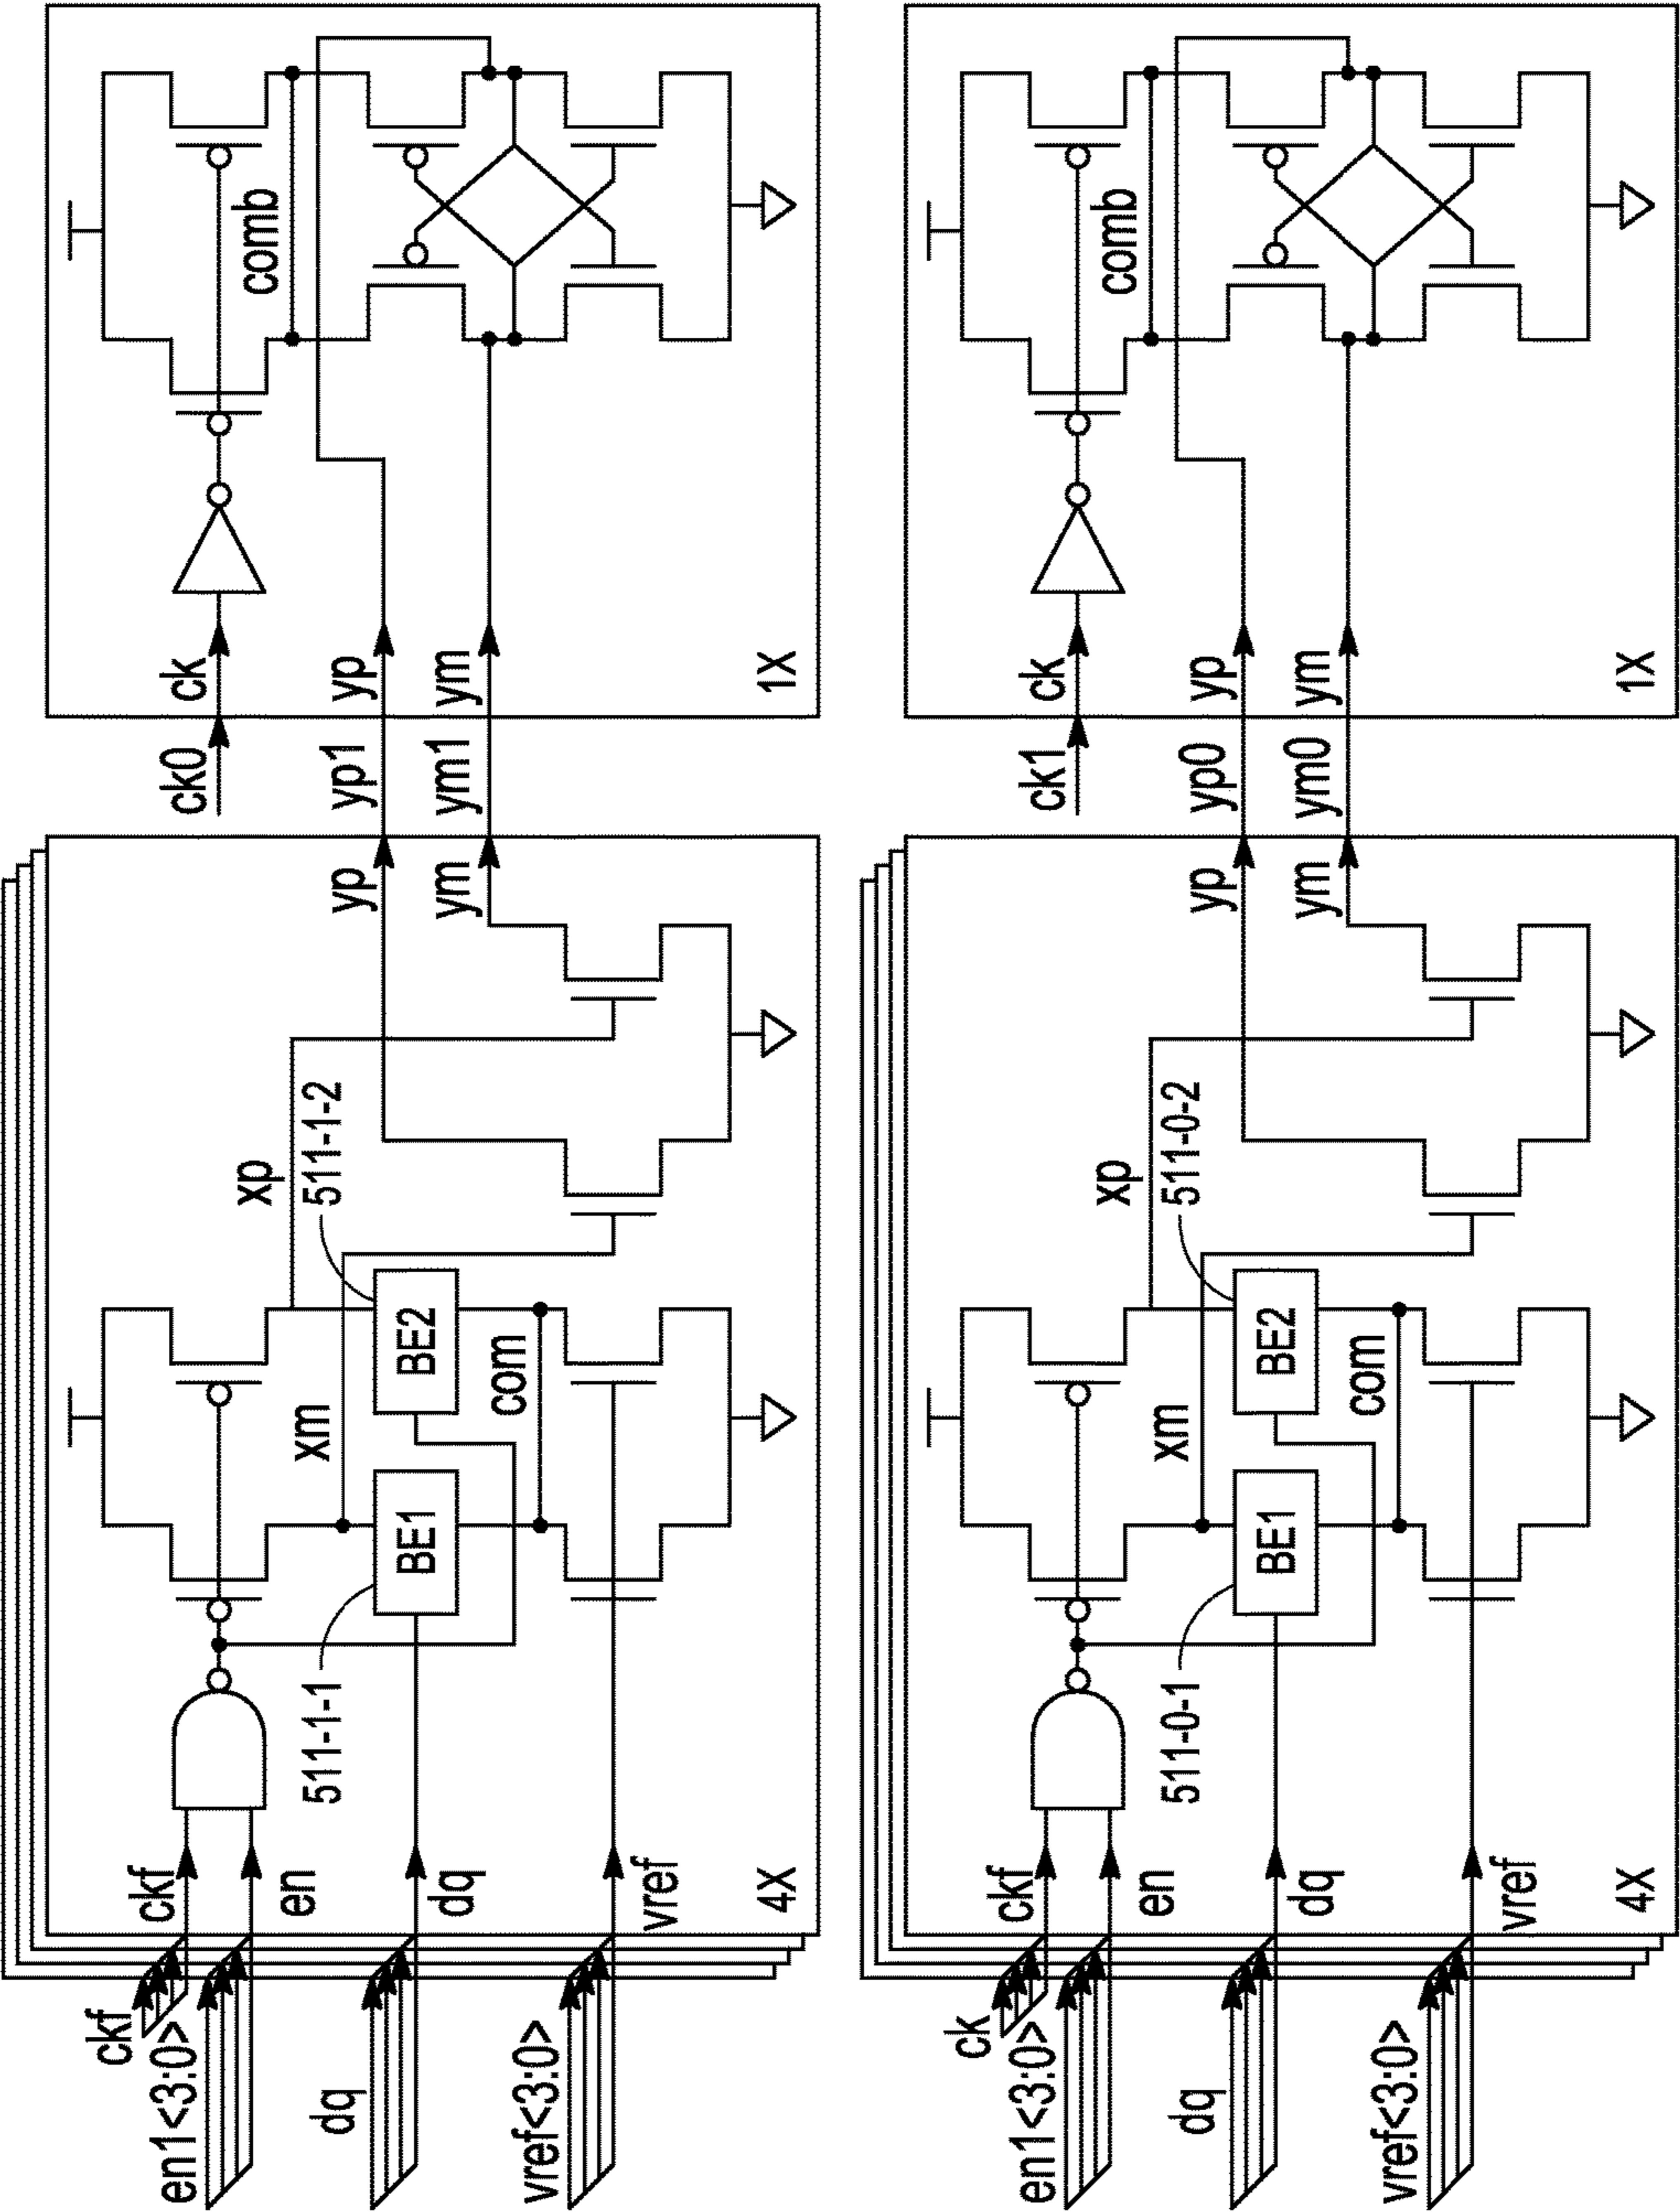 ckf
en1<3:0>
dq
vref<3:0>
ckf
en
dq
vref
4X
511-1-1
BE1
xm
511-1-2
BE2
com
xp
yp
ym
ck0
yp1
ym1
ck
yp
ym
1X
comb
ck
en1<3:0>
dq
vref<3:0>
ckf
en
dq
vref
4X
511-0-1
BE1
xm
511-0-2
BE2
com
xp
yp
ym
ck1
yp0
ym0
ck
yp
ym
1X
comb